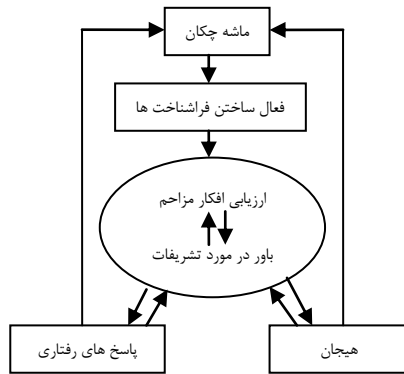 ماشه چکان
فعال ساختن فراشناخت ها
ارزیابی افکار مزاحم
باور در مورد تشریفات
پاسخ های رفتاری
هیجان